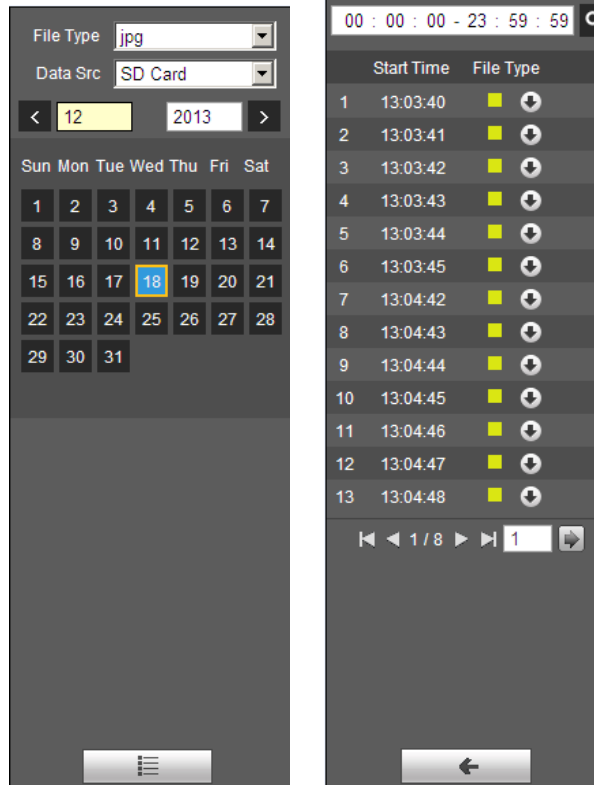 File Type jpg
Data Src SD Card
< 12 2013 >
Sun Mon Tue Wed Thu Fri Sat
1 2 3 4 5 6 7
8 9 10 11 12 13 14
15 16 17 18 19 20 21
22 23 24 25 26 27 28
29 30 31
00 : 00 : 00 - 23 : 59 : 59
Start Time File Type
1 13:03:40
2 13:03:41
3 13:03:42
4 13:03:43
5 13:03:44
6 13:03:45
7 13:04:42
8 13:04:43
9 13:04:44
10 13:04:45
11 13:04:46
12 13:04:47
13 13:04:48
1 / 8 1